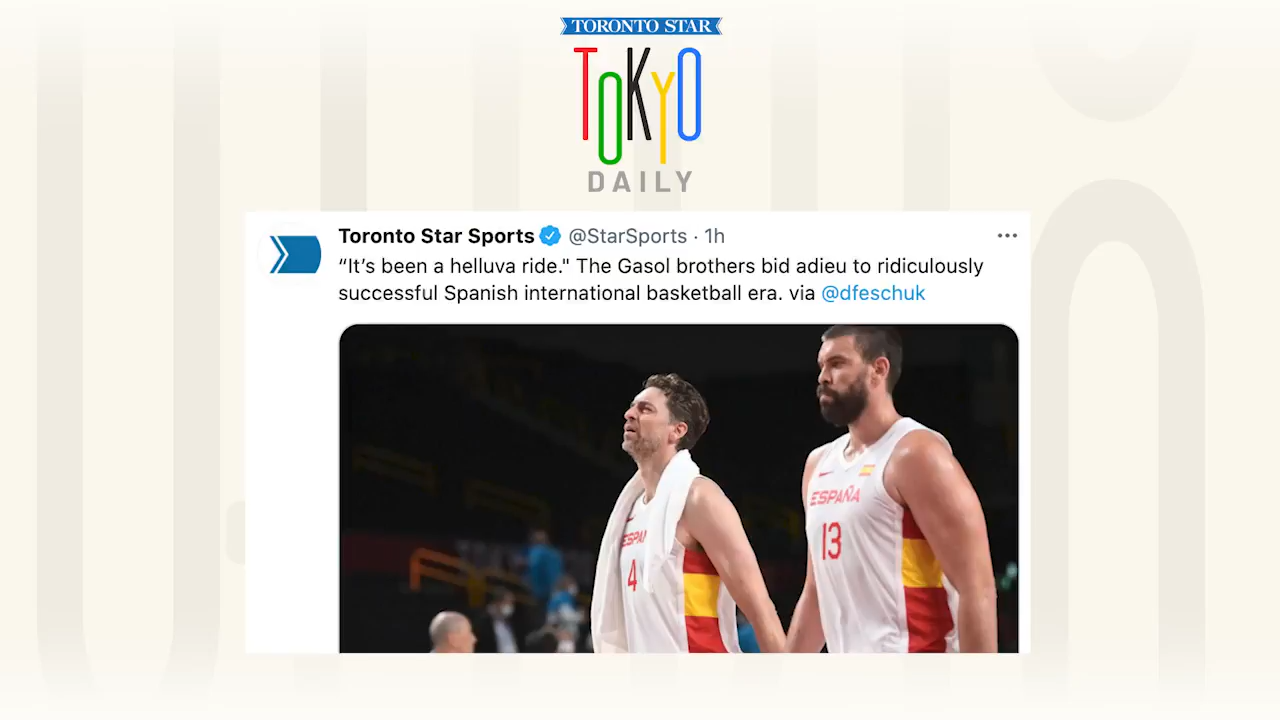 TORONTO STAR
TOKYO
DAILY
Toronto Star Sports @StarSports · 1h
“It’s been a helluva ride." The Gasol brothers bid adieu to ridiculously
successful Spanish international basketball era. via @dfeschuk
ESPAÑA
13
ESPA
4